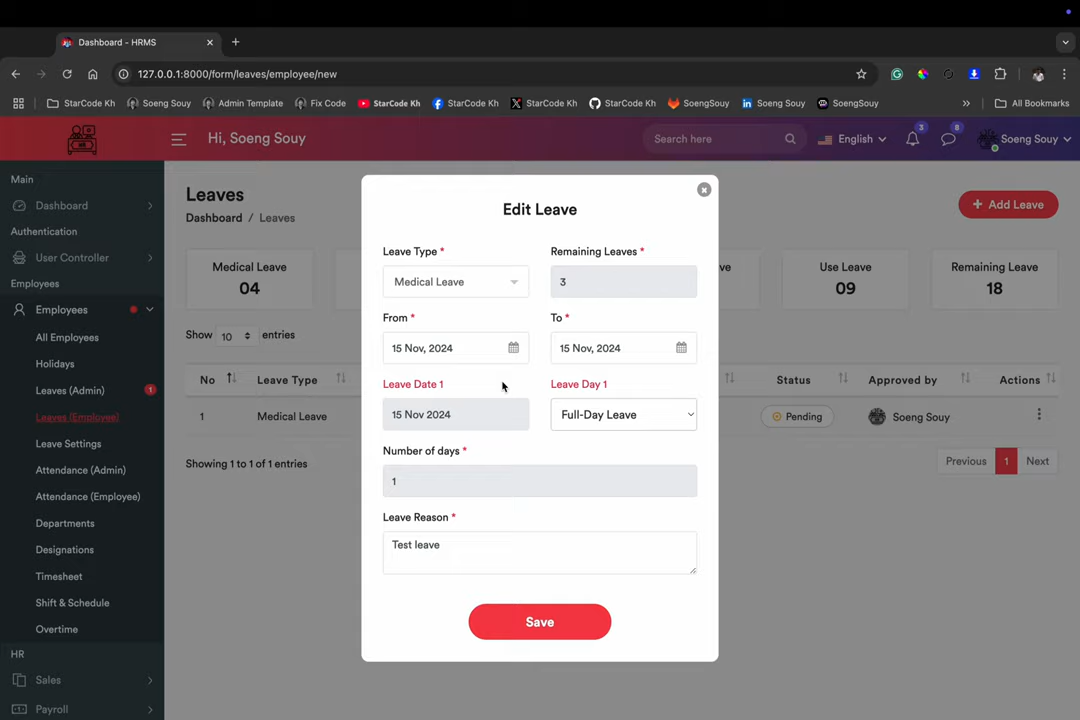 Dashboard - HRMS
127.0.0.1:8000/form/leaves/employee/new
StarCode Kh
Soeng Souy
Admin Template
Fix Code
StarCode Kh
StarCode Kh
StarCode Kh
StarCode Kh
SoengSouy
Soeng Souy
SoengSouy
All Bookmarks
Hi, Soeng Souy
Search here
English
3
8
Soeng Souy
Main
Dashboard
Authentication
User Controller
Employees
Employees
All Employees
Holidays
Leaves (Admin) 1
Leaves (Employee)
Leave Settings
Attendance (Admin)
Attendance (Employee)
Departments
Designations
Timesheet
Shift & Schedule
Overtime
HR
Sales
Payroll
Leaves
Dashboard / Leaves
+ Add Leave
Medical Leave
04
ve
Use Leave
09
Remaining Leave
18
Show 10 entries
No Leave Type Status Approved by Actions
1 Medical Leave Pending Soeng Souy
Showing 1 to 1 of 1 entries
Previous 1 Next
Edit Leave
Leave Type * Remaining Leaves *
Medical Leave 3
From * To *
15 Nov, 2024 15 Nov, 2024
Leave Date 1 Leave Day 1
15 Nov 2024 Full-Day Leave
Number of days *
1
Leave Reason *
Test leave
Save